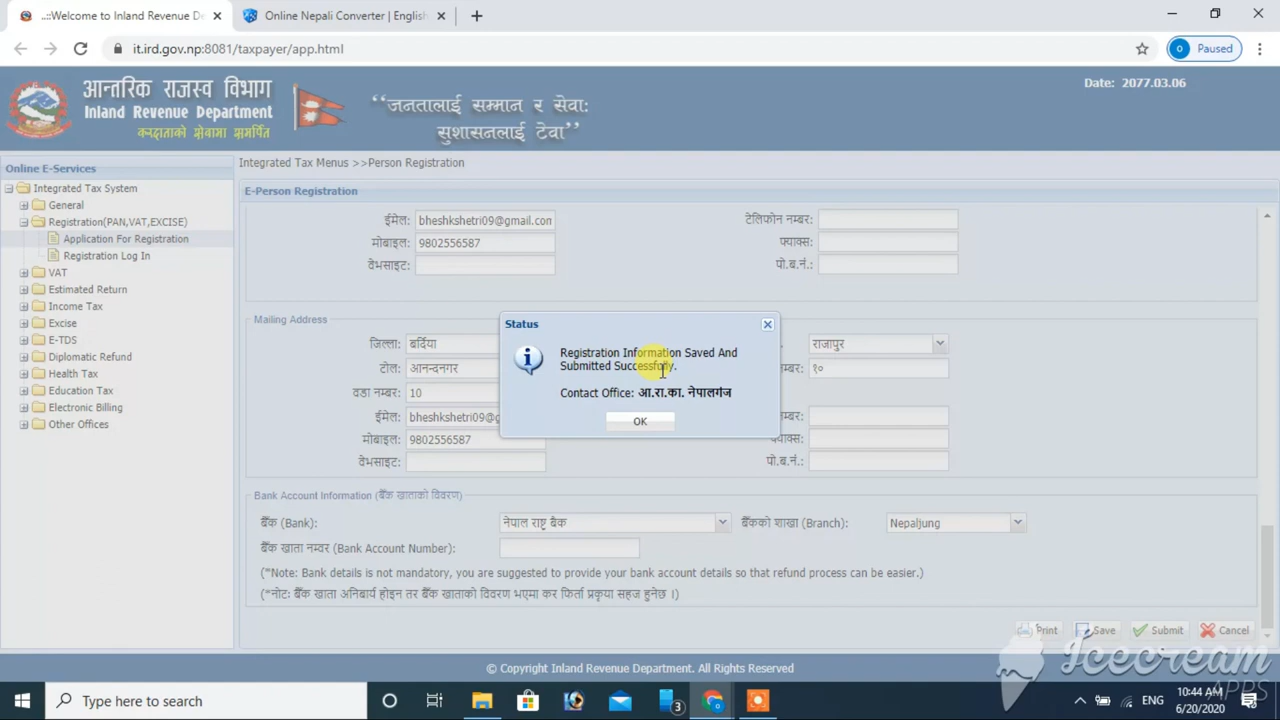 ..::Welcome to Inland Revenue De
Online Nepali Converter | English
it.ird.gov.np:8081/taxpayer/app.html
Paused
आन्तरिक राजस्व विभाग
Inland Revenue Department
करदाताको सेवामा समर्पित
“जनतालाई सम्मान र सेवा:
सुशासनलाई टेवा”
Date: 2077.03.06
Online E-Services
Integrated Tax Menus >>Person Registration
Integrated Tax System
General
Registration(PAN,VAT,EXCISE)
Application For Registration
Registration Log In
VAT
Estimated Return
Income Tax
Excise
E-TDS
Diplomatic Refund
Health Tax
Education Tax
Electronic Billing
Other Offices
E-Person Registration
ईमेल: bheshkshetri09@gmail.com टेलिफोन नम्बर:
मोबाइल: 9802556587 फ्याक्स:
वेभसाइट: पो.ब.नं.:
Mailing Address
जिल्ला: बर्दिया राजापुर
टोल: आनन्दनगर म्बर: १०
वडा नम्बर: 10
ईमेल: bheshkshetri09@g नम्बर:
मोबाइल: 9802556587 फ्याक्स:
वेभसाइट: पो.ब.नं.:
Status
Registration Information Saved And
Submitted Successfully.
Contact Office: आ.रा.का. नेपालगंज
OK
Bank Account Information (बैँक खाताको विवरण)
बैँक (Bank): नेपाल राष्ट्र बैक बैँकको शाखा (Branch): Nepaljung
बैँक खाता नम्वर (Bank Account Number):
(*Note: Bank details is not mandatory, you are suggested to provide your bank account details so that refund process can be easier.)
(*नोट: बैँक खाता अनिबार्य होइन तर बैँक खाताको विवरण भएमा कर फिर्ता प्रकृया सहज हुनेछ ।)
Print Save Submit Cancel
© Copyright Inland Revenue Department. All Rights Reserved
Icecream
APPS
Type here to search
3
ENG
10:44 AM
6/20/2020